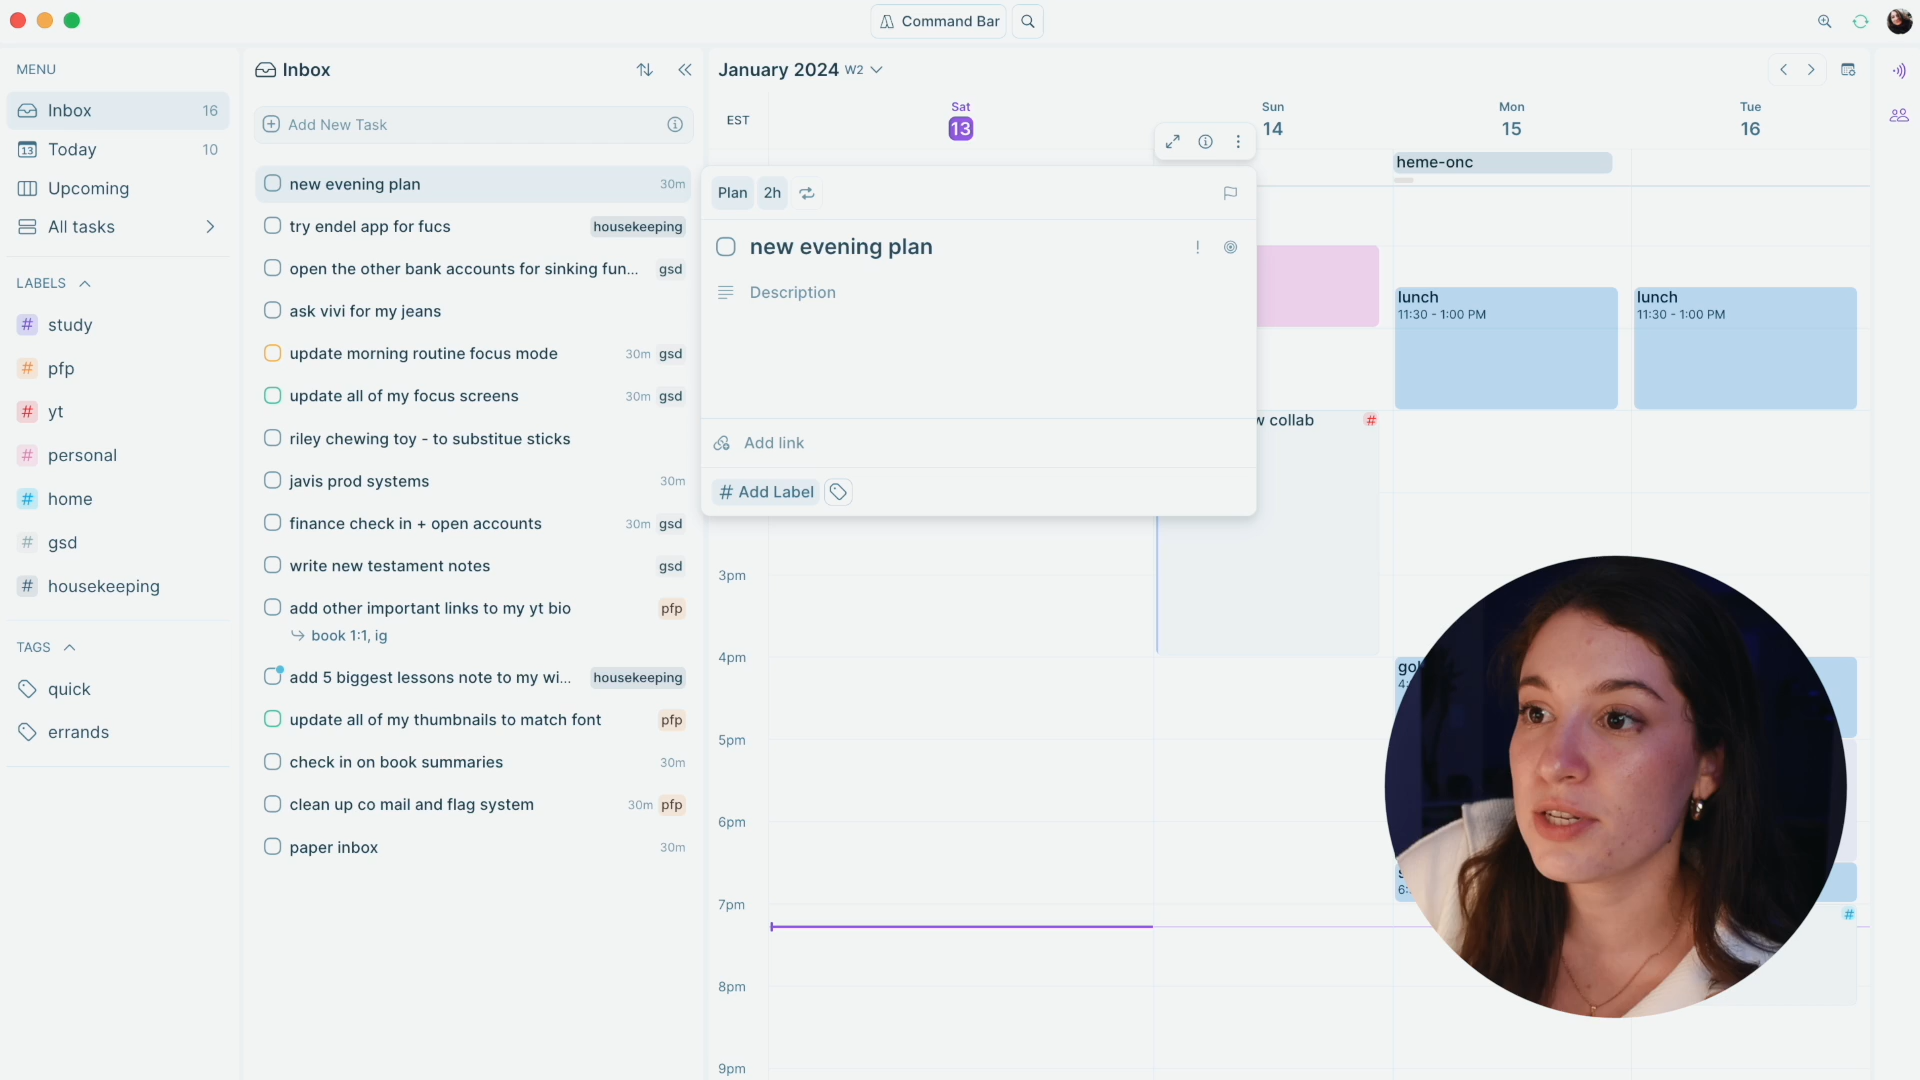 Command Bar
MENU
Inbox 16
13 Today 10
Upcoming
All tasks
LABELS
# study
# pfp
# yt
# personal
# home
# gsd
# housekeeping
TAGS
quick
errands
Inbox
Add New Task
new evening plan 30m
try endel app for fucs housekeeping
open the other bank accounts for sinking fun... gsd
ask vivi for my jeans
update morning routine focus mode 30m gsd
update all of my focus screens 30m gsd
riley chewing toy - to substitue sticks
javis prod systems 30m
finance check in + open accounts 30m gsd
write new testament notes gsd
add other important links to my yt bio pfp
book 1:1, ig
add 5 biggest lessons note to my wi... housekeeping
update all of my thumbnails to match font pfp
check in on book summaries 30m
clean up co mail and flag system 30m pfp
paper inbox 30m
January 2024 W2
EST
Sat
13
Sun
14
Mon
15
Tue
16
heme-onc
Plan 2h
new evening plan !
Description
Add link
# Add Label
lunch
11:30 - 1:00 PM
lunch
11:30 - 1:00 PM
collab #
3pm
4pm
5pm
6pm
7pm
#
8pm
9pm